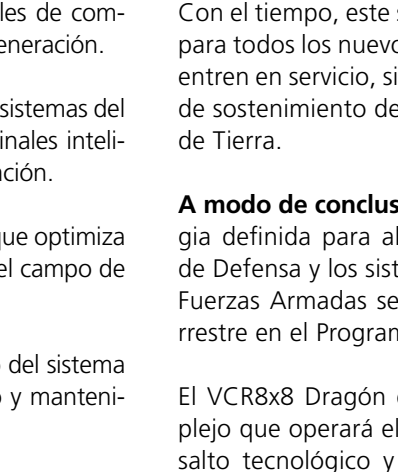 les de com-
eneración.
sistemas del
inales inteli-
ción.
ue optimiza
el campo de
del sistema
y manteni-
Con el tiempo, este
para todos los nuevo
entren en servicio, si
de sostenimiento de
de Tierra.
A modo de conclus
gia definida para al
de Defensa y los sist
Fuerzas Armadas se
rrestre en el Program
El VCR8x8 Dragón
plejo que operará el
salto tecnológico y